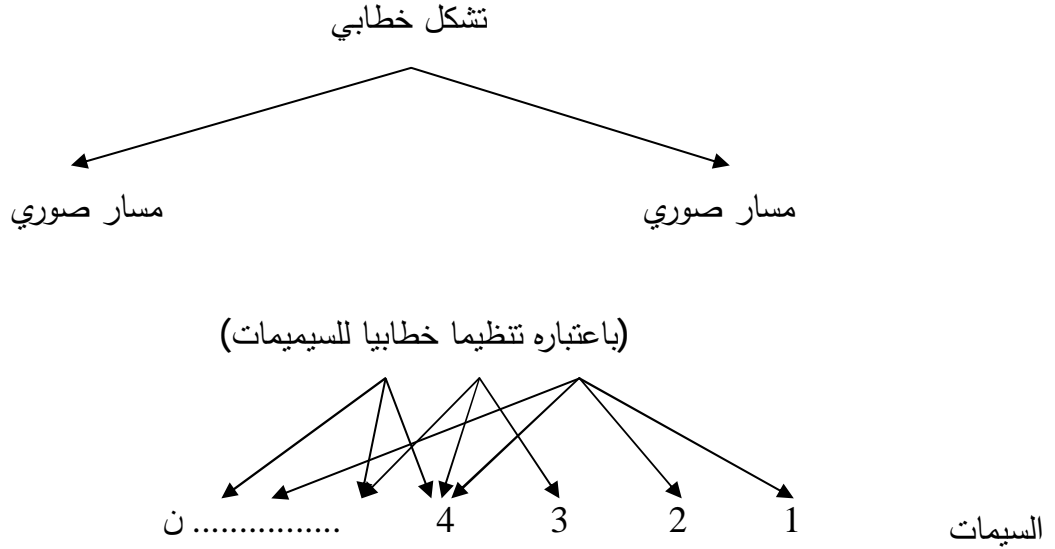 تشكل خطابي
مسار صوري
مسار صوري
(باعتباره تنظيما خطابيا للسيميمات)
السيمات 1 2 3 4 ................ ن